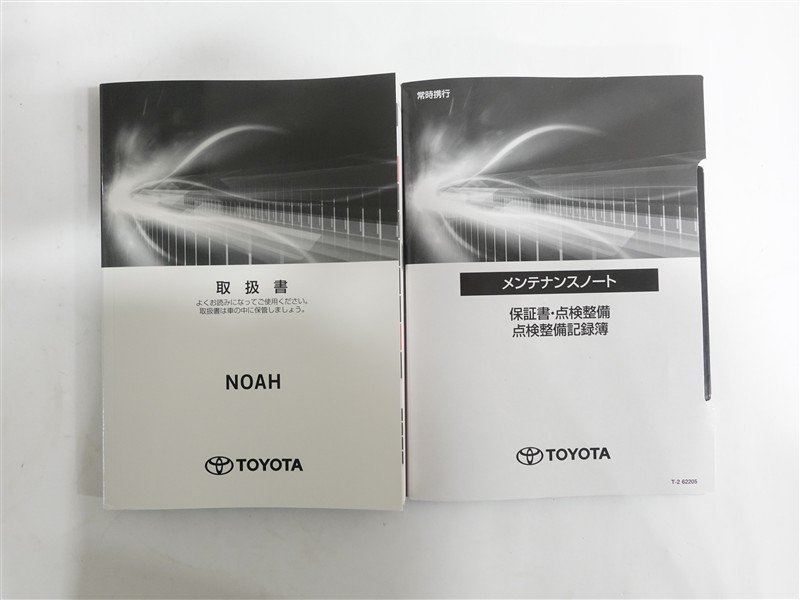 取扱書
よくお読みになってご使用ください。
取扱書は車の中に保管しましょう。
NOAH
TOYOTA
常時携行
メンテナンスノート
保証書・点検整備
点検整備記録簿
TOYOTA
T-2 62205